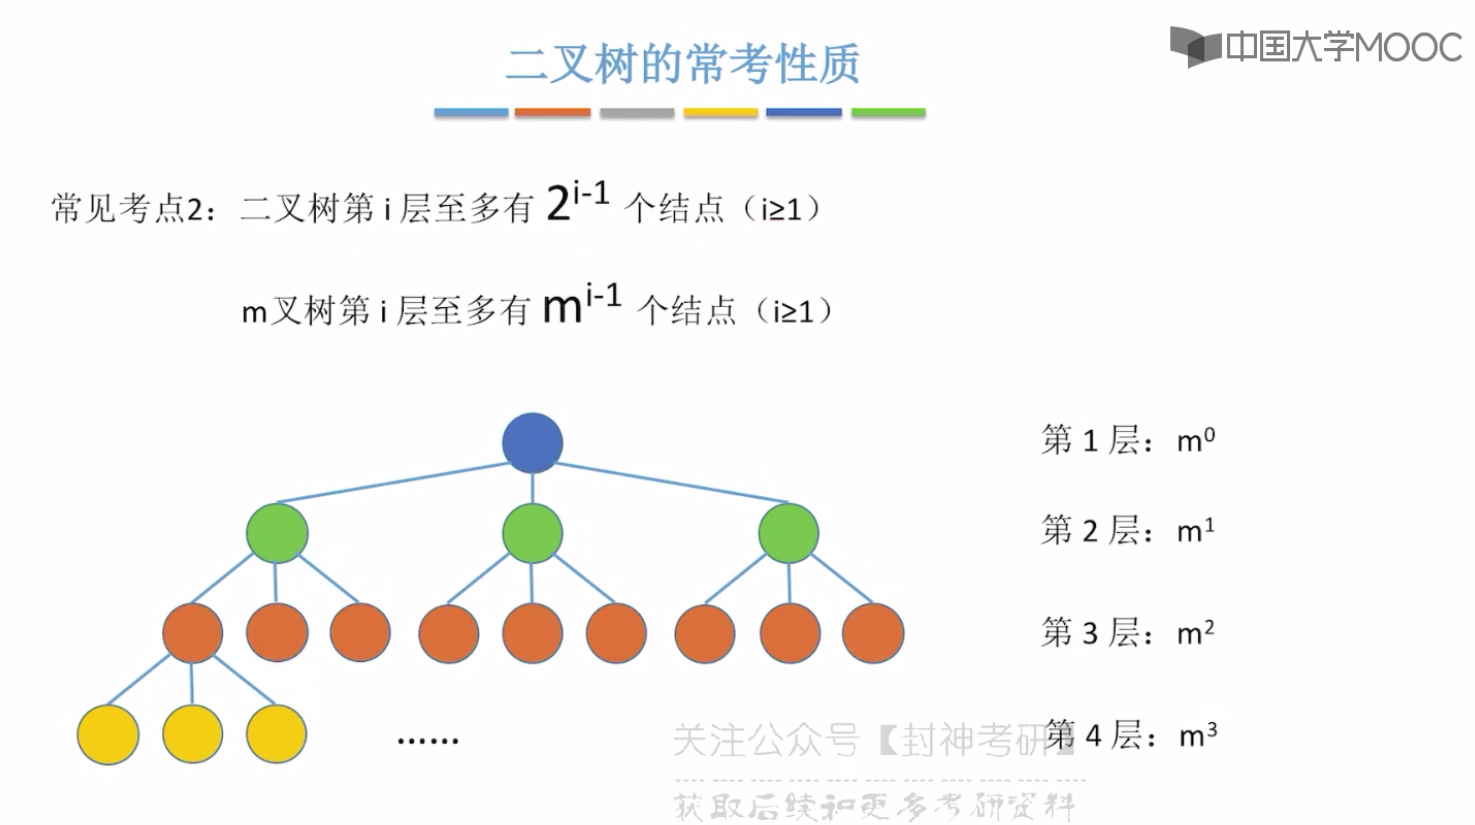 中国大学MOOC
二叉树的常考性质
常见考点2：二叉树第 i 层至多有 2^{i-1} 个结点（i≥1）
m叉树第 i 层至多有 m^{i-1} 个结点（i≥1）
第 1 层：m⁰
第 2 层：m¹
第 3 层：m²
第 4 层：m³
……
关注公众号【封神考研】
获取后续和更多考研资料